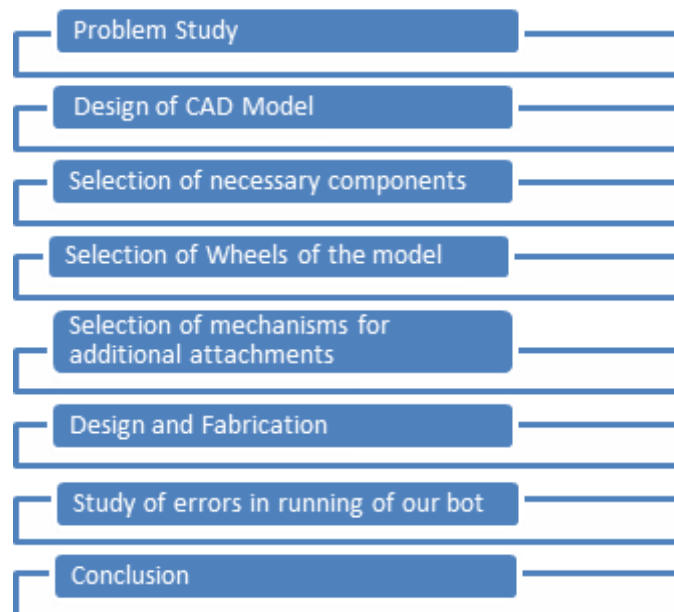 Problem Study
Design of CAD Model
Selection of necessary components
Selection of Wheels of the model
Selection of mechanisms for
additional attachments
Design and Fabrication
Study of errors in running of our bot
Conclusion